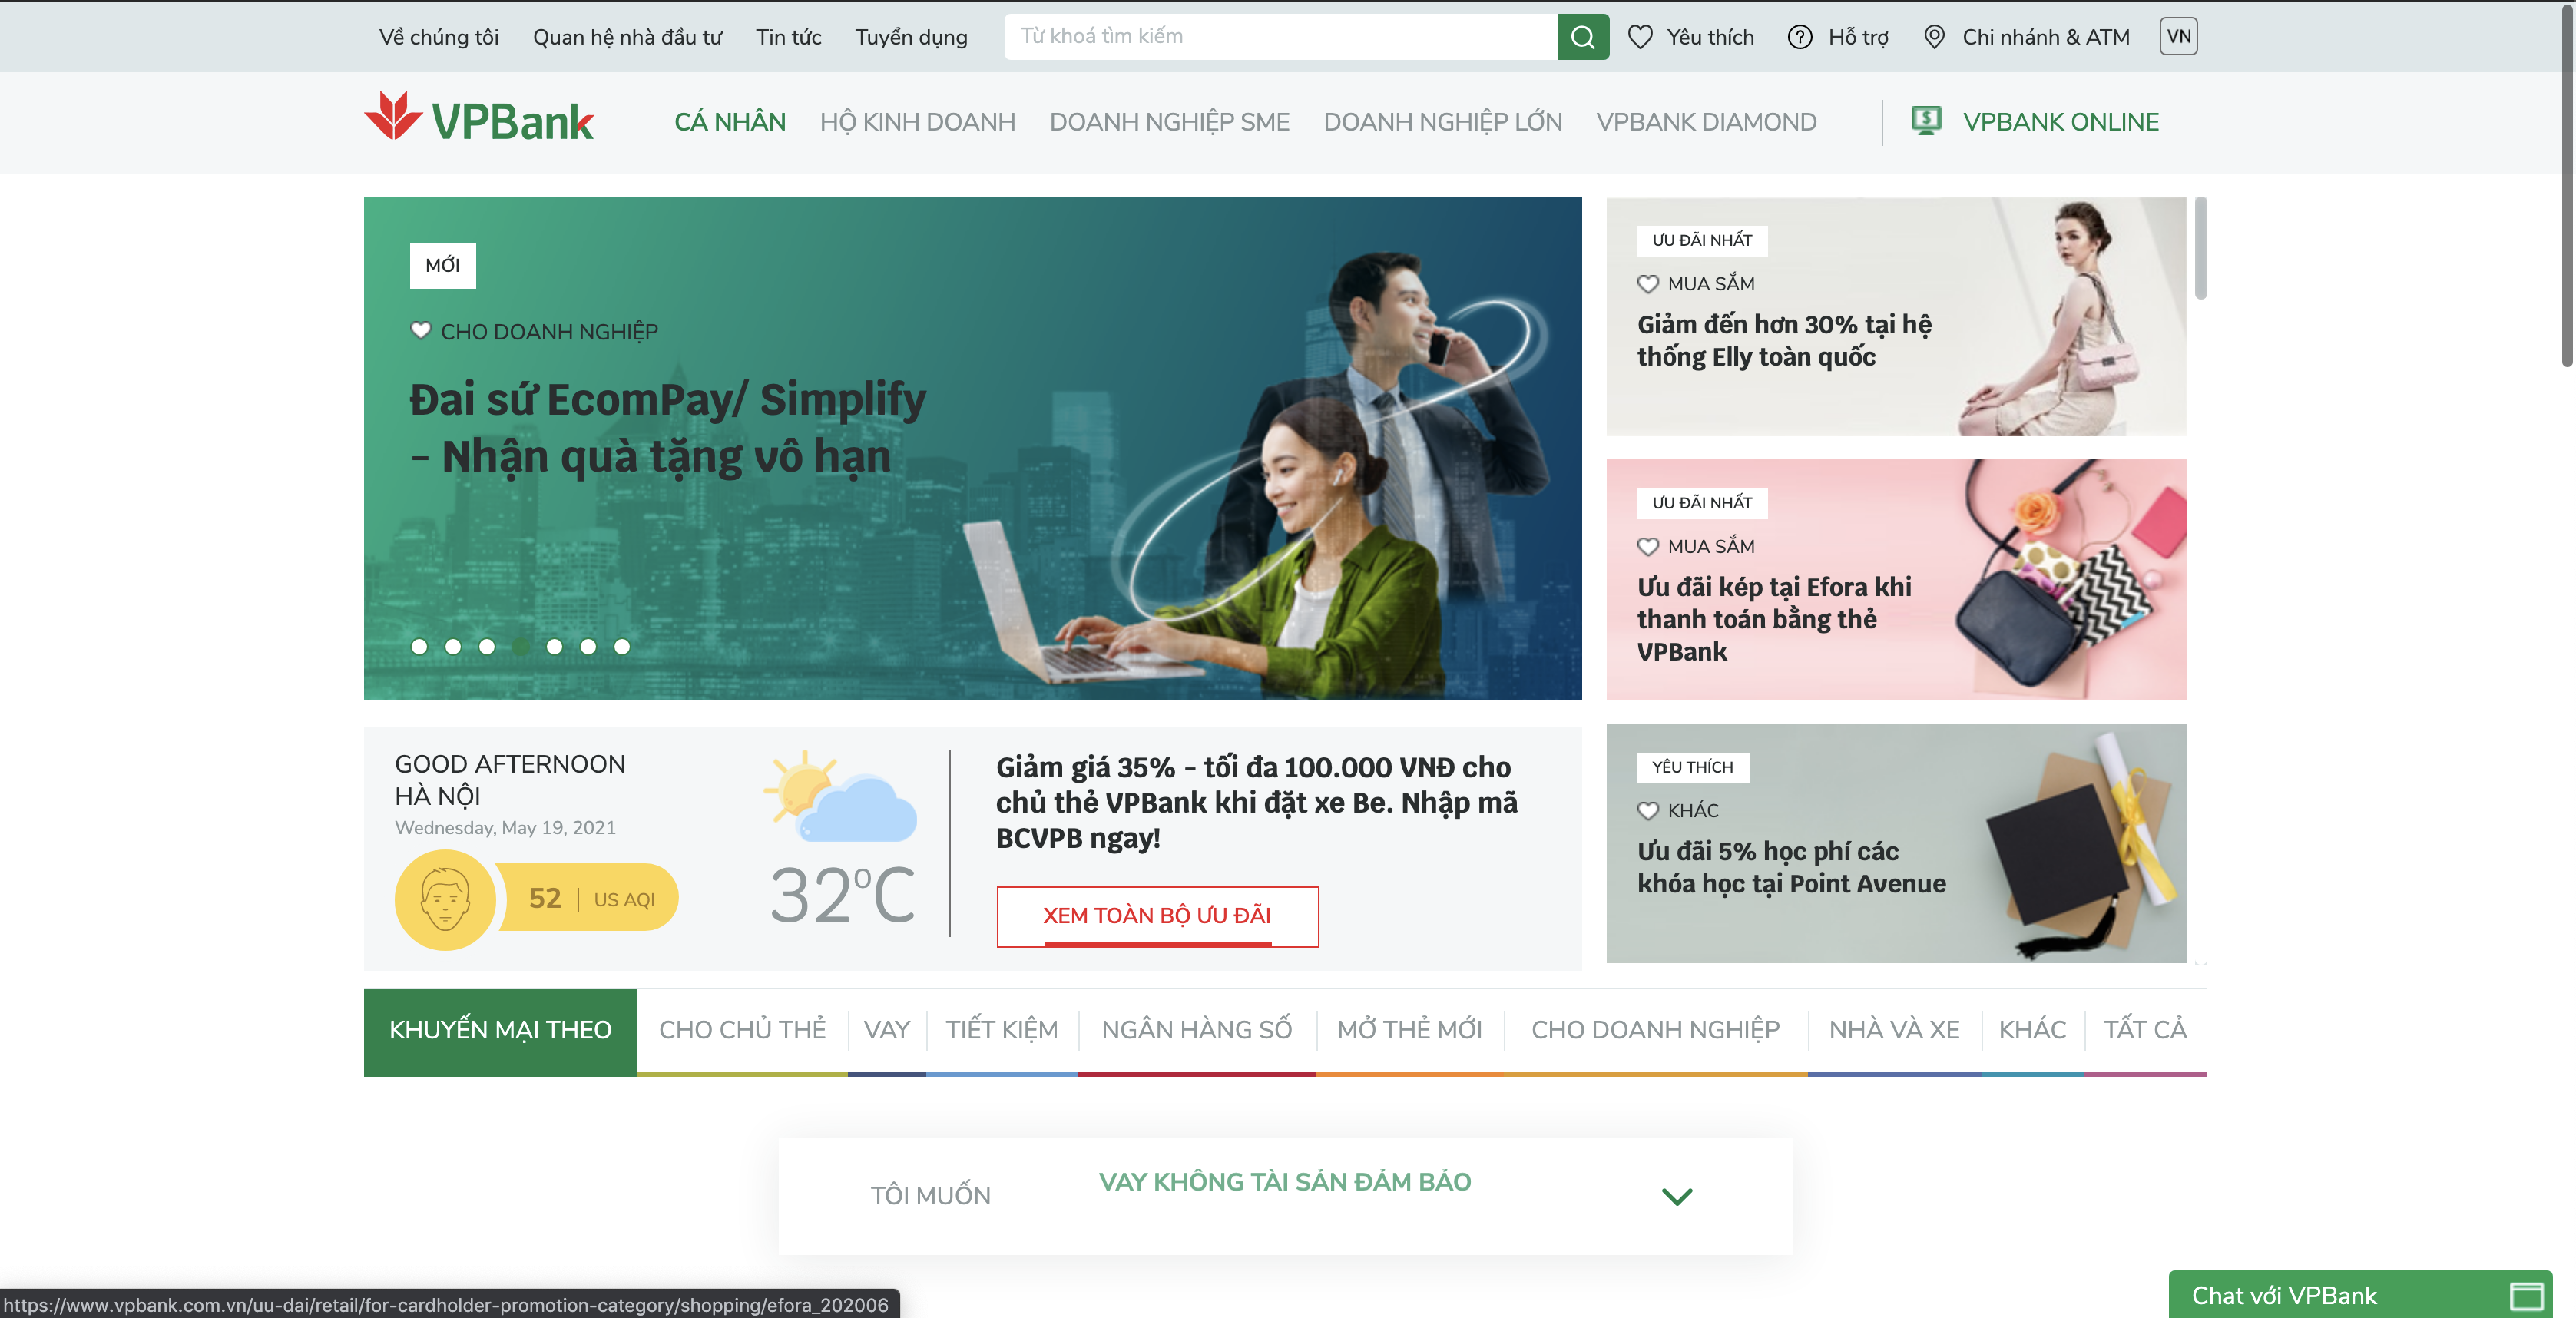 Về chúng tôi
Quan hệ nhà đầu tư
Tin tức
Tuyển dụng
Từ khoá tìm kiếm
Yêu thích
Hỗ trợ
Chi nhánh & ATM
VN
VPBank
CÁ NHÂN
HỘ KINH DOANH
DOANH NGHIỆP SME
DOANH NGHIỆP LỚN
VPBANK DIAMOND
VPBANK ONLINE
MỚI
CHO DOANH NGHIỆP
Đại sứ EcomPay/ Simplify
- Nhận quà tặng vô hạn
ƯU ĐÃI NHẤT
MUA SẮM
Giảm đến hơn 30% tại hệ
thống Elly toàn quốc
ƯU ĐÃI NHẤT
MUA SẮM
Ưu đãi kép tại Efora khi
thanh toán bằng thẻ
VPBank
YÊU THÍCH
KHÁC
Ưu đãi 5% học phí các
khóa học tại Point Avenue
GOOD AFTERNOON
HÀ NỘI
Wednesday, May 19, 2021
52 | US AQI
32°C
Giảm giá 35% - tối đa 100.000 VNĐ cho
chủ thẻ VPBank khi đặt xe Be. Nhập mã
BCVPB ngay!
XEM TOÀN BỘ ƯU ĐÃI
KHUYẾN MẠI THEO
CHO CHỦ THẺ
VAY
TIẾT KIỆM
NGÂN HÀNG SỐ
MỞ THẺ MỚI
CHO DOANH NGHIỆP
NHÀ VÀ XE
KHÁC
TẤT CẢ
TÔI MUỐN
VAY KHÔNG TÀI SẢN ĐẢM BẢO
https://www.vpbank.com.vn/uu-dai/retail/for-cardholder-promotion-category/shopping/efora_202006
Chat với VPBank